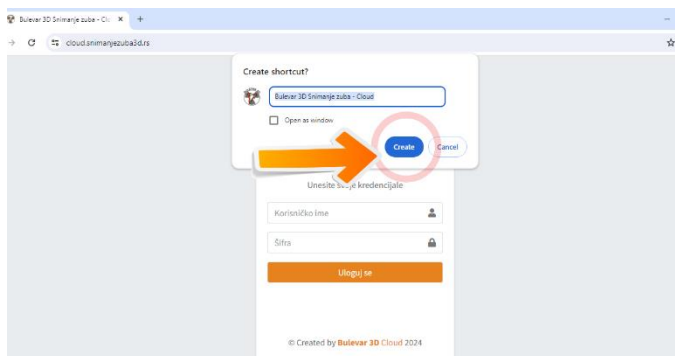 Bulevar 3D Snimanje zuba - Clo
cloud.snimanjezuba3d.rs
Create shortcut?
Bulevar 3D Snimanje zuba - Cloud
Open as window
Create
Cancel
Unesite svoje kredencijale
Korisničko ime
Šifra
Uloguj se
© Created by Bulevar 3D Cloud 2024